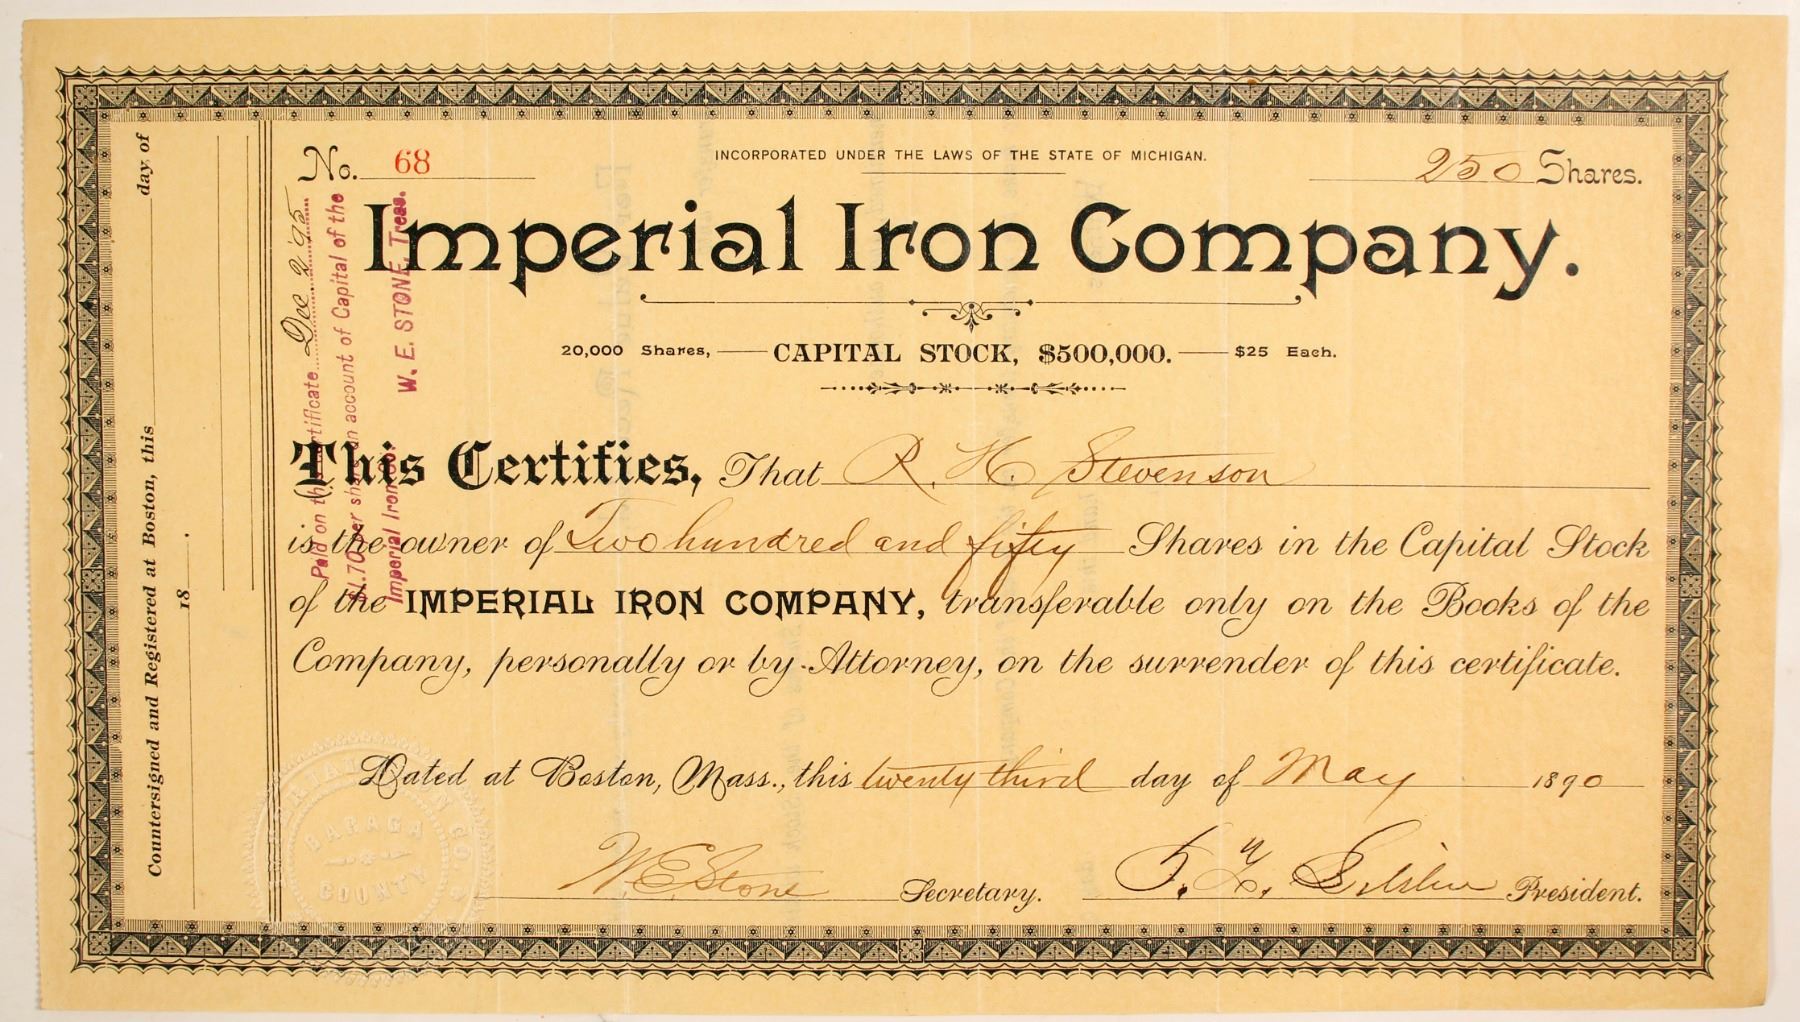 No. 68
INCORPORATED UNDER THE LAWS OF THE STATE OF MICHIGAN.
250 Shares.
Imperial Iron Company.
20,000 Shares, CAPITAL STOCK, $500,000. $25 Each.
This Certifies, That R. H. Stevenson
is the owner of Two hundred and fifty Shares in the Capital Stock
of the IMPERIAL IRON COMPANY, transferable only on the Books of the
Company, personally or by Attorney, on the surrender of this certificate.
Dated at Boston, Mass., this twenty third day of May 1890
W E Stone Secretary.
President.
Countersigned and Registered at Boston, this day of
18 .
Paid on this Certificate Dec 2 '95
$1.70 per share on account of Capital of the
Imperial Iron Co.
W. E. STONE, Treas.
BARAGA
COUNTY